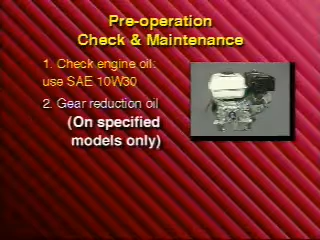 Pre-operation
Check & Maintenance
1. Check engine oil:
use SAE 10W30
2. Gear reduction oil
(On specified
models only)